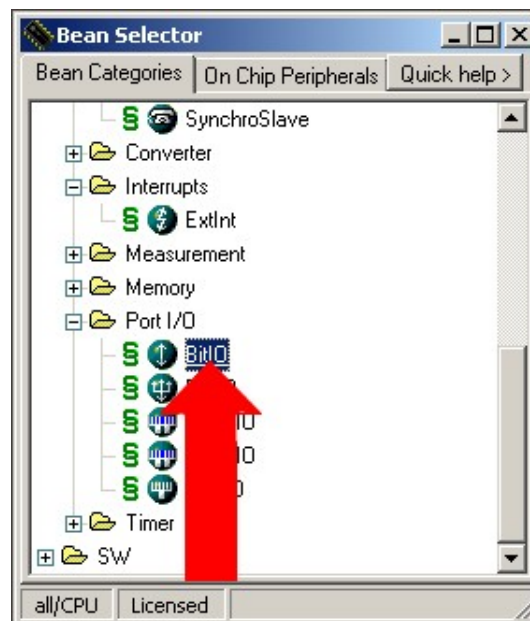 Bean Selector
Bean Categories On Chip Peripherals Quick help >
SynchroSlave
Converter
Interrupts
ExtInt
Measurement
Memory
Port I/O
BitIO
Timer
SW
all/CPU Licensed